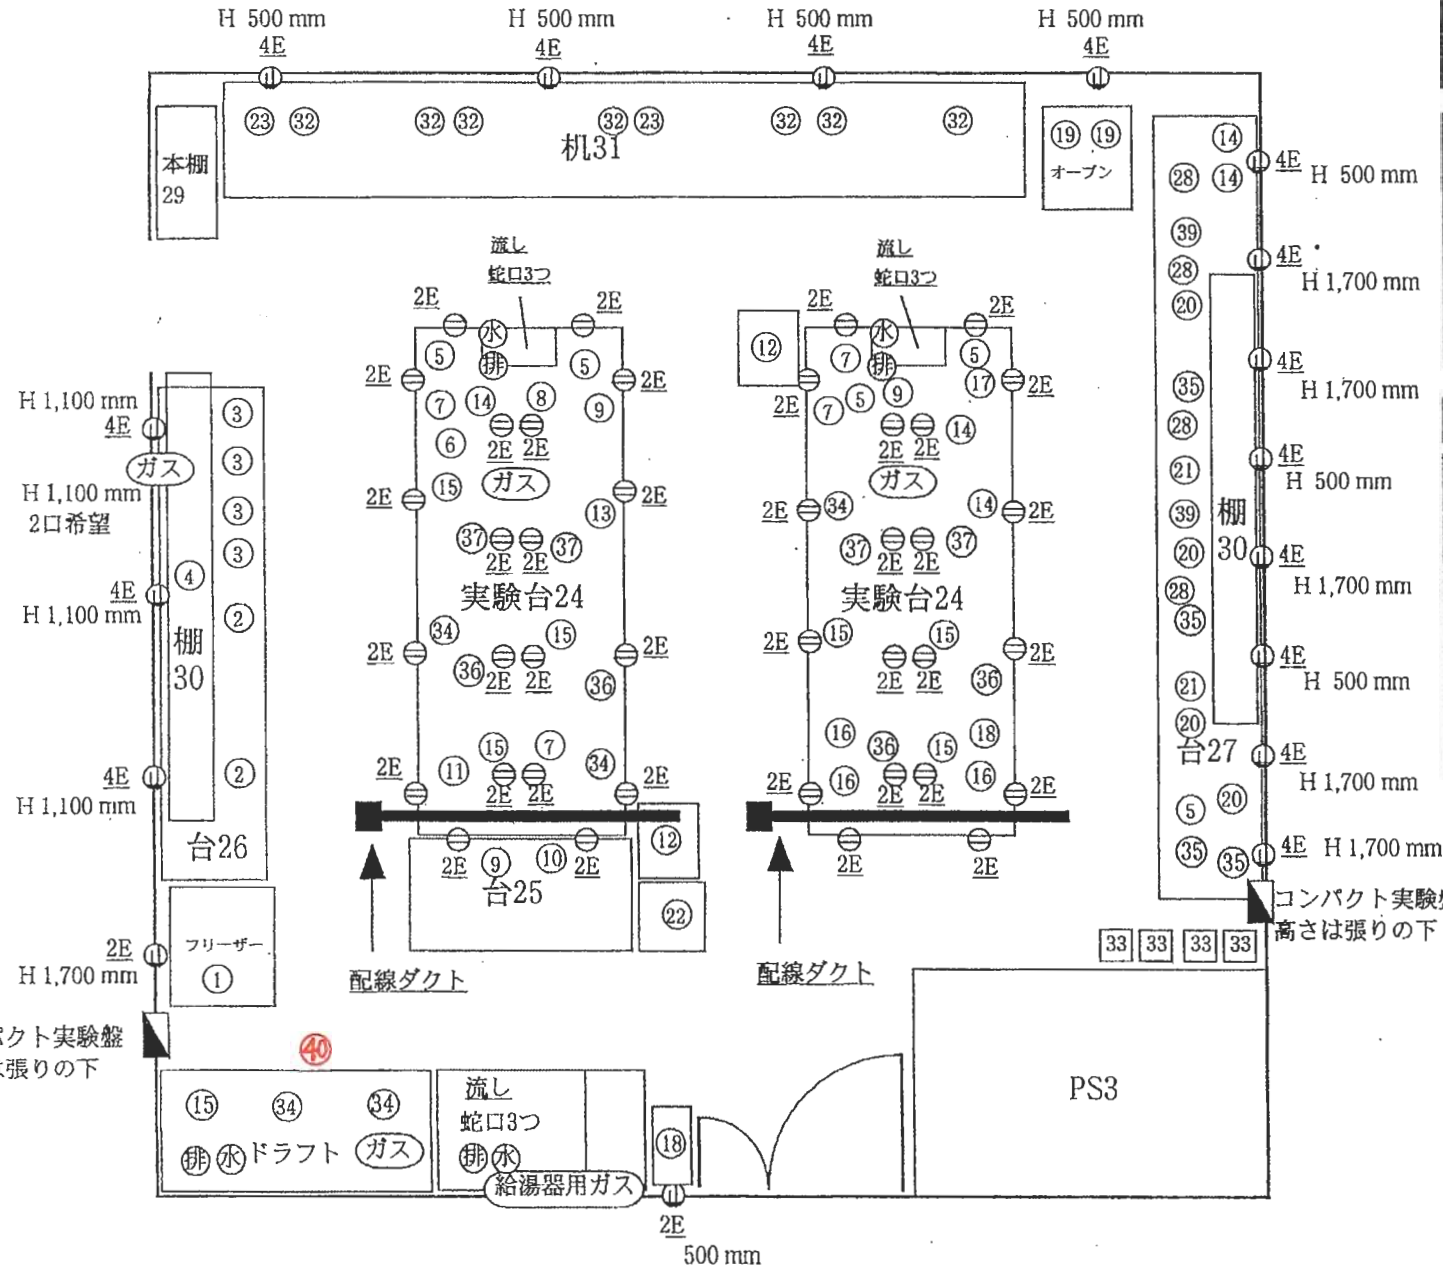 H 500 mm H 500 mm H 500 mm H 500 mm
4E 4E 4E 4E
㉓ ㉜ ㉜ ㉜ ㉜ ㉓ ㉜ ㉜ ㉜
机31
本棚
29
⑲ ⑲
オーブン
流し
蛇口3つ
2E 2E
水
排
⑤ ⑤
2E 2E
⑦ ⑭ ⑧ ⑨
⑥
2E 2E
ガス
⑮
2E 2E
⑬
㊲ ㊲
2E 2E
実験台24
㉞ ⑮
2E 2E
㊱ 2E 2E ㊱
⑮ ⑦
⑪ ㉞
2E 2E
2E 2E
⑫
2E ⑨ ⑩ 2E
台25
㉒
配線ダクト
流し
蛇口3つ
2E 2E
⑫
水
排
⑦ ⑤
⑰
2E 2E
⑦ ⑤ ⑨
⑭
2E 2E
ガス
㉞ ⑭
2E 2E
㊲ ㊲
2E 2E
実験台24
⑮ ⑮
2E 2E
2E 2E
㊱
⑯ ㊱ ⑮ ⑱
⑯ ⑯
2E 2E
2E 2E
2E 2E
配線ダクト
H 1,100 mm
4E
ガス
H 1,100 mm
2口希望
4E
H 1,100 mm
4E
H 1,100 mm
③
③
③
③
④
②
棚
30
②
台26
2E
H 1,700 mm
フリーザー
①
クト実験盤
張りの下
㊵
⑮ ㉞ ㉞
排 水 ドラフト ガス
流し
蛇口3つ
排 水
給湯器用ガス
⑱
2E
500 mm
PS3
33 33 33 33
⑭
㉘ ⑭
㊴
㉘
⑳
㉟
㉘
㉑
㊴
⑳
㉘
㉟
㉑
⑳
棚
30
台27
⑤ ⑳
㉟ ㉟
4E H 500 mm
4E
H 1,700 mm
4E
H 1,700 mm
4E
H 500 mm
4E
H 1,700 mm
4E
H 500 mm
4E
H 1,700 mm
4E H 1,700 mm
コンパクト実験
高さは張りの下